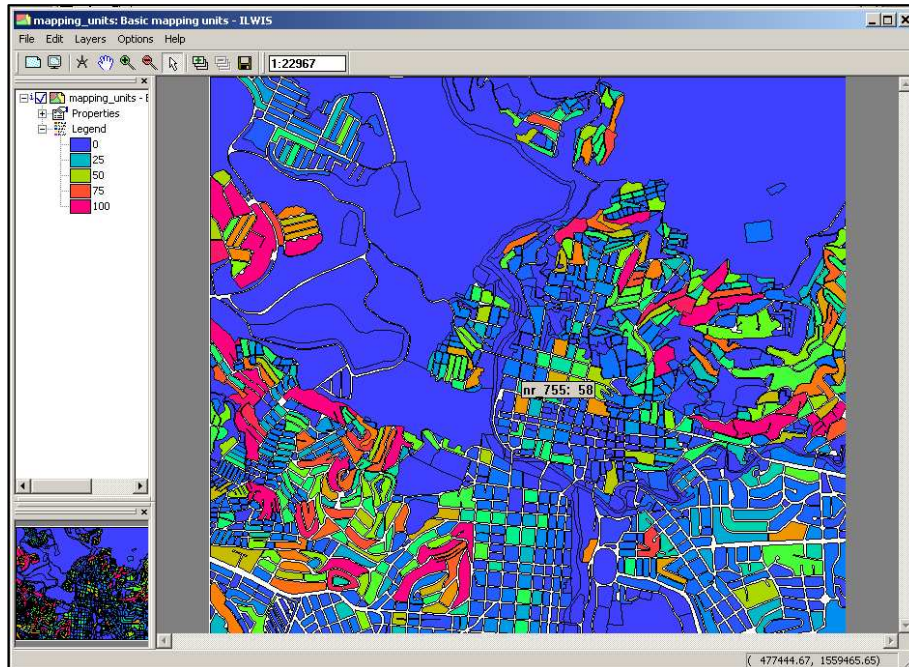 mapping_units: Basic mapping units - ILWIS
File Edit Layers Options Help
1:22967
mapping_units - B
Properties
Legend
0
25
50
75
100
nr 755: 58
( 477444.67, 1559465.65)